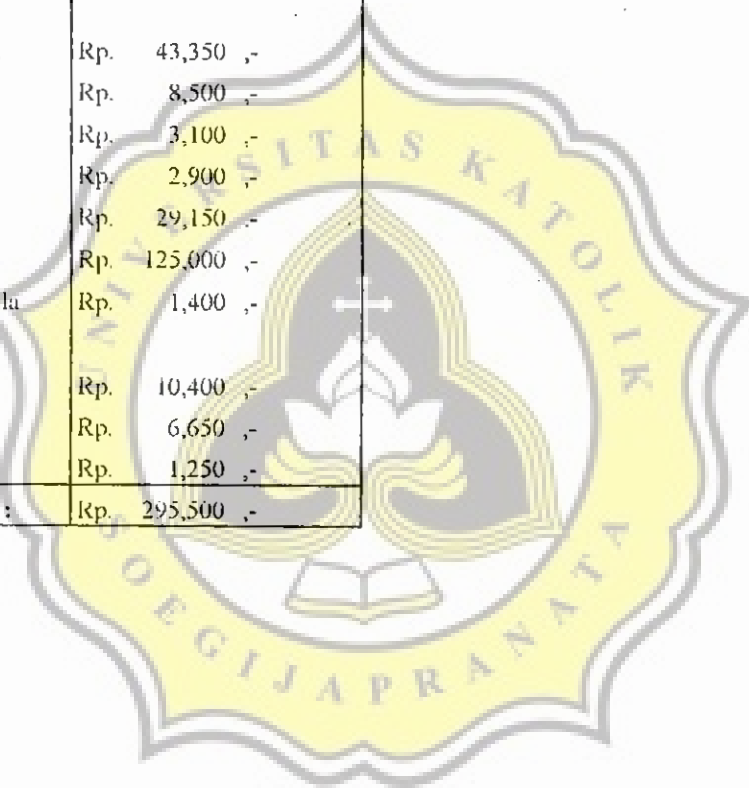 Rp. 43,350 ,-
Rp. 8,500 ,-
Rp. 3,100 ,-
Rp. 2,900 ,-
Rp. 29,150 ,-
Rp. 125,000 ,-
la Rp. 1,400 ,-
Rp. 10,400 ,-
Rp. 6,650 ,-
Rp. 1,250 ,-
: Rp. 295,500 ,-
UNIVERSITAS KATOLIK
SOEGIJAPRANATA